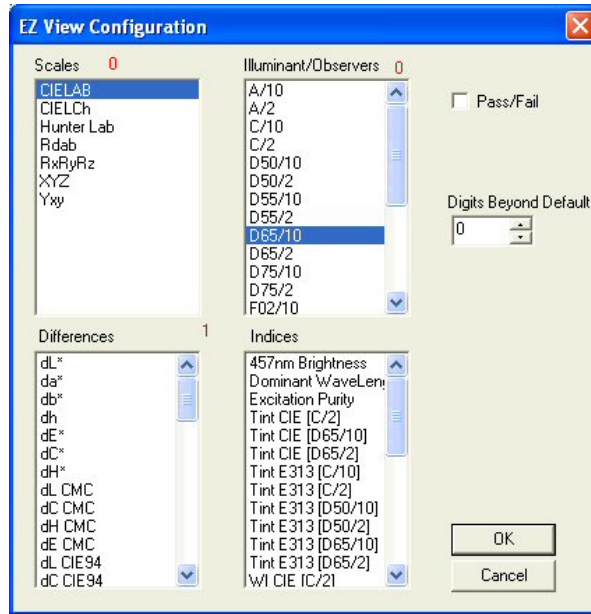 EZ View Configuration
Scales 0
CIELAB
CIELCh
Hunter Lab
Rdab
RxRyRz
XYZ
Yxy
Illuminant/Observers 0
A/10
A/2
C/10
C/2
D50/10
D50/2
D55/10
D55/2
D65/10
D65/2
D75/10
D75/2
F02/10
Pass/Fail
Digits Beyond Default
0
Differences 1
dL*
da*
db*
dh
dE*
dC*
dH*
dL CMC
dC CMC
dH CMC
dE CMC
dL CIE94
dC CIE94
Indices
457nm Brightness
Dominant WaveLeng
Excitation Purity
Tint CIE [C/2]
Tint CIE [D65/10]
Tint CIE [D65/2]
Tint E313 [C/10]
Tint E313 [C/2]
Tint E313 [D50/10]
Tint E313 [D50/2]
Tint E313 [D65/10]
Tint E313 [D65/2]
WI CIE [C/2]
OK
Cancel